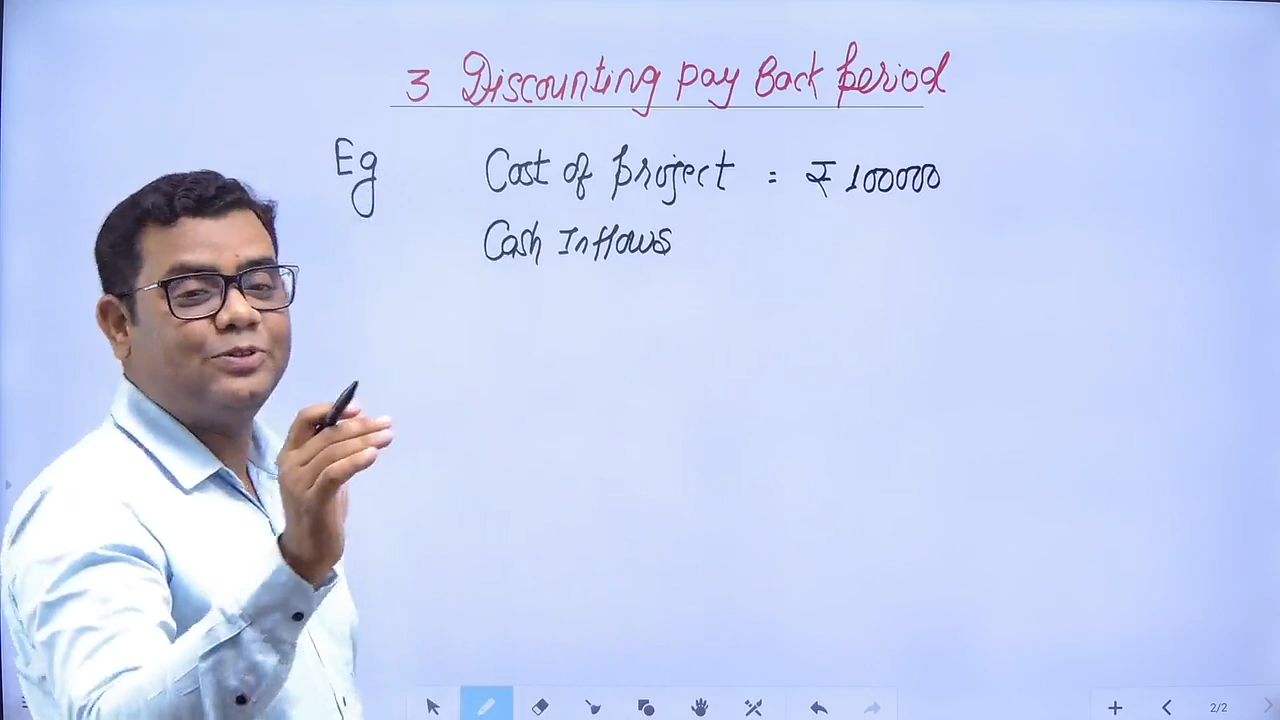 3 Discounting pay Back period
Eg Cost of project = ₹ 100000
Cash Inflows
2/2